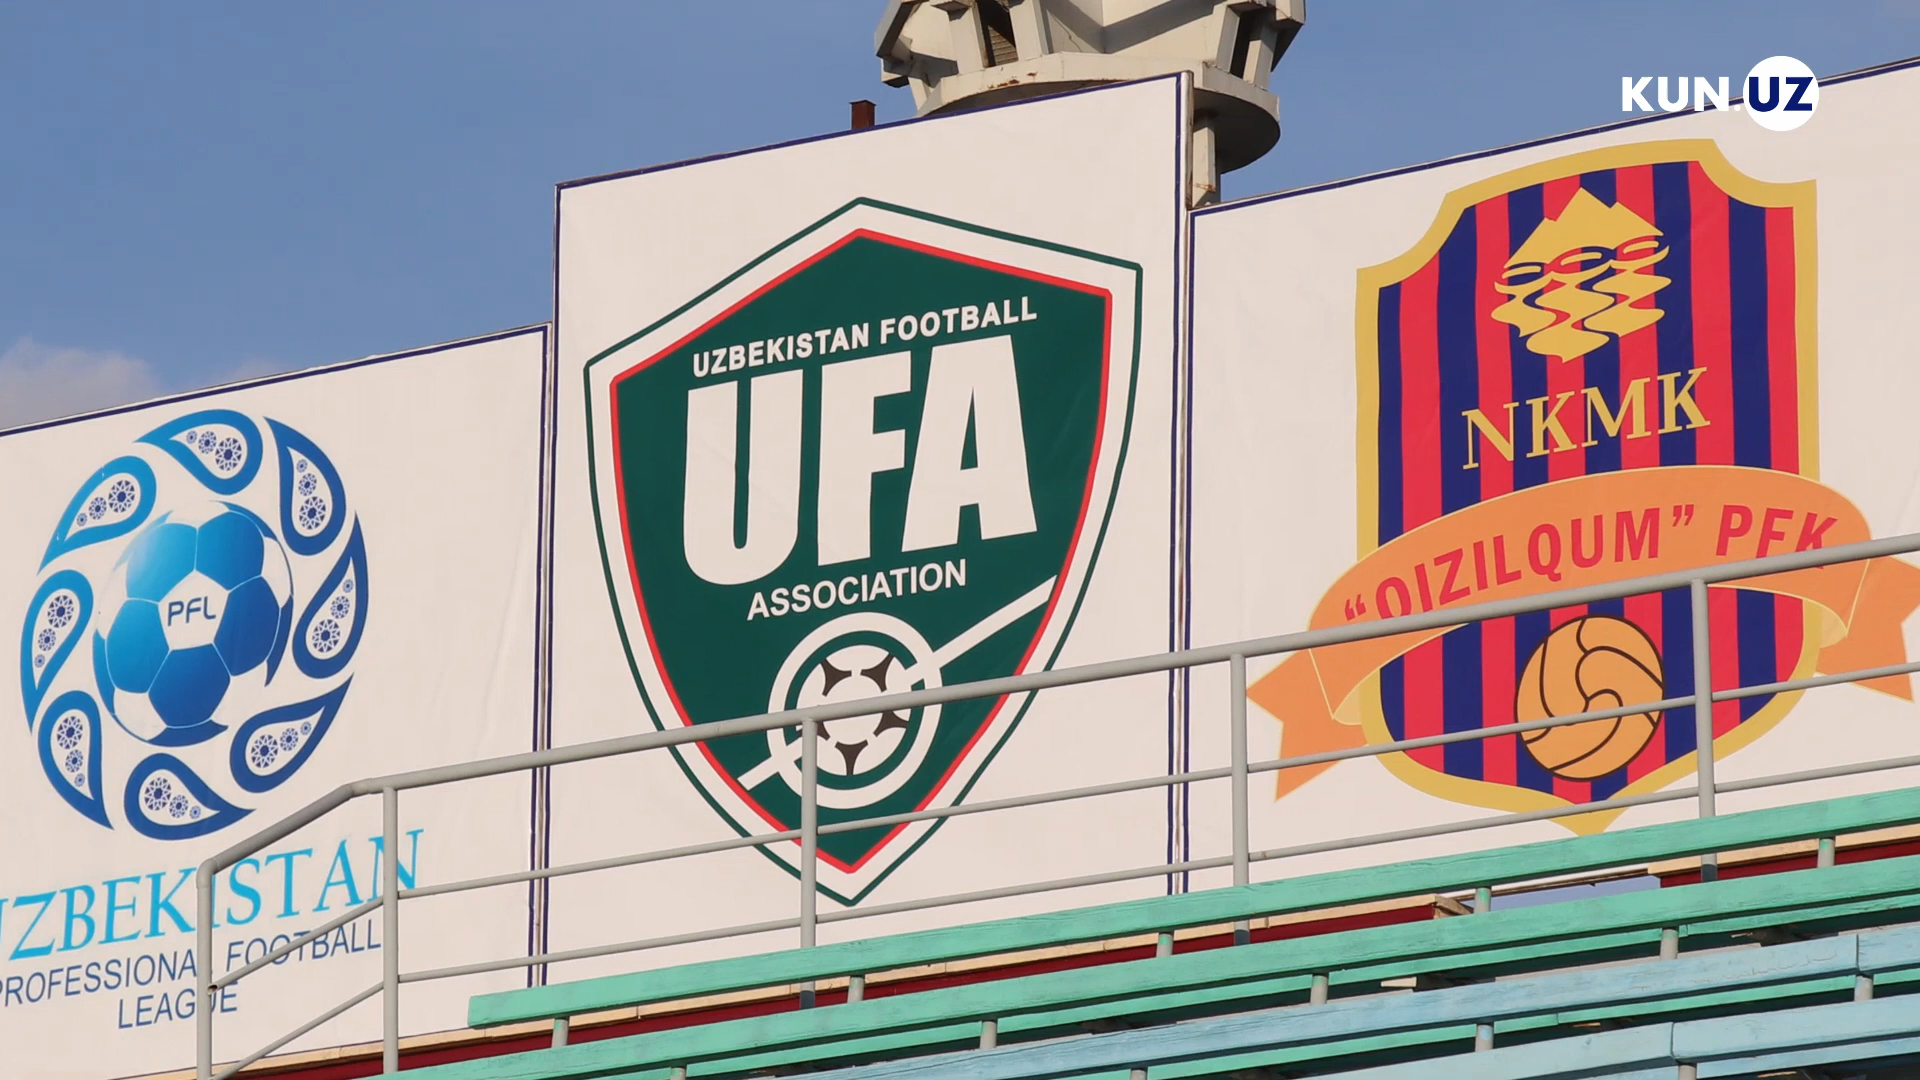 KUN.UZ
UZBEKISTAN FOOTBALL
UFA
ASSOCIATION
NKMK
"QIZILQUM" PFK
PFL
UZBEKISTAN
PROFESSIONAL FOOTBALL
LEAGUE